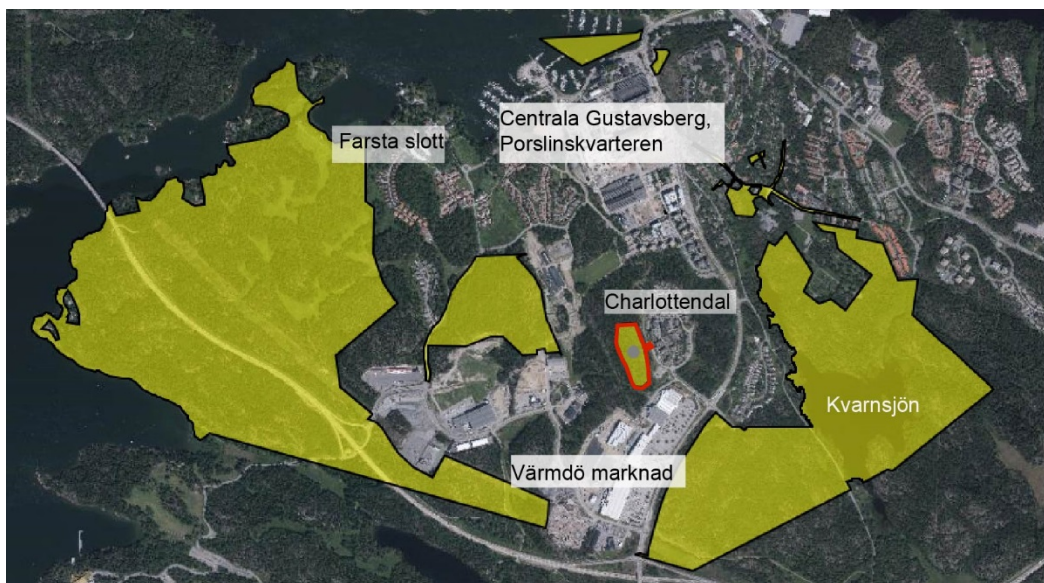 Centrala Gustavsberg,
Porslinskvarteren
Farsta slott
Charlottendal
Kvarnsjön
Värmdö marknad